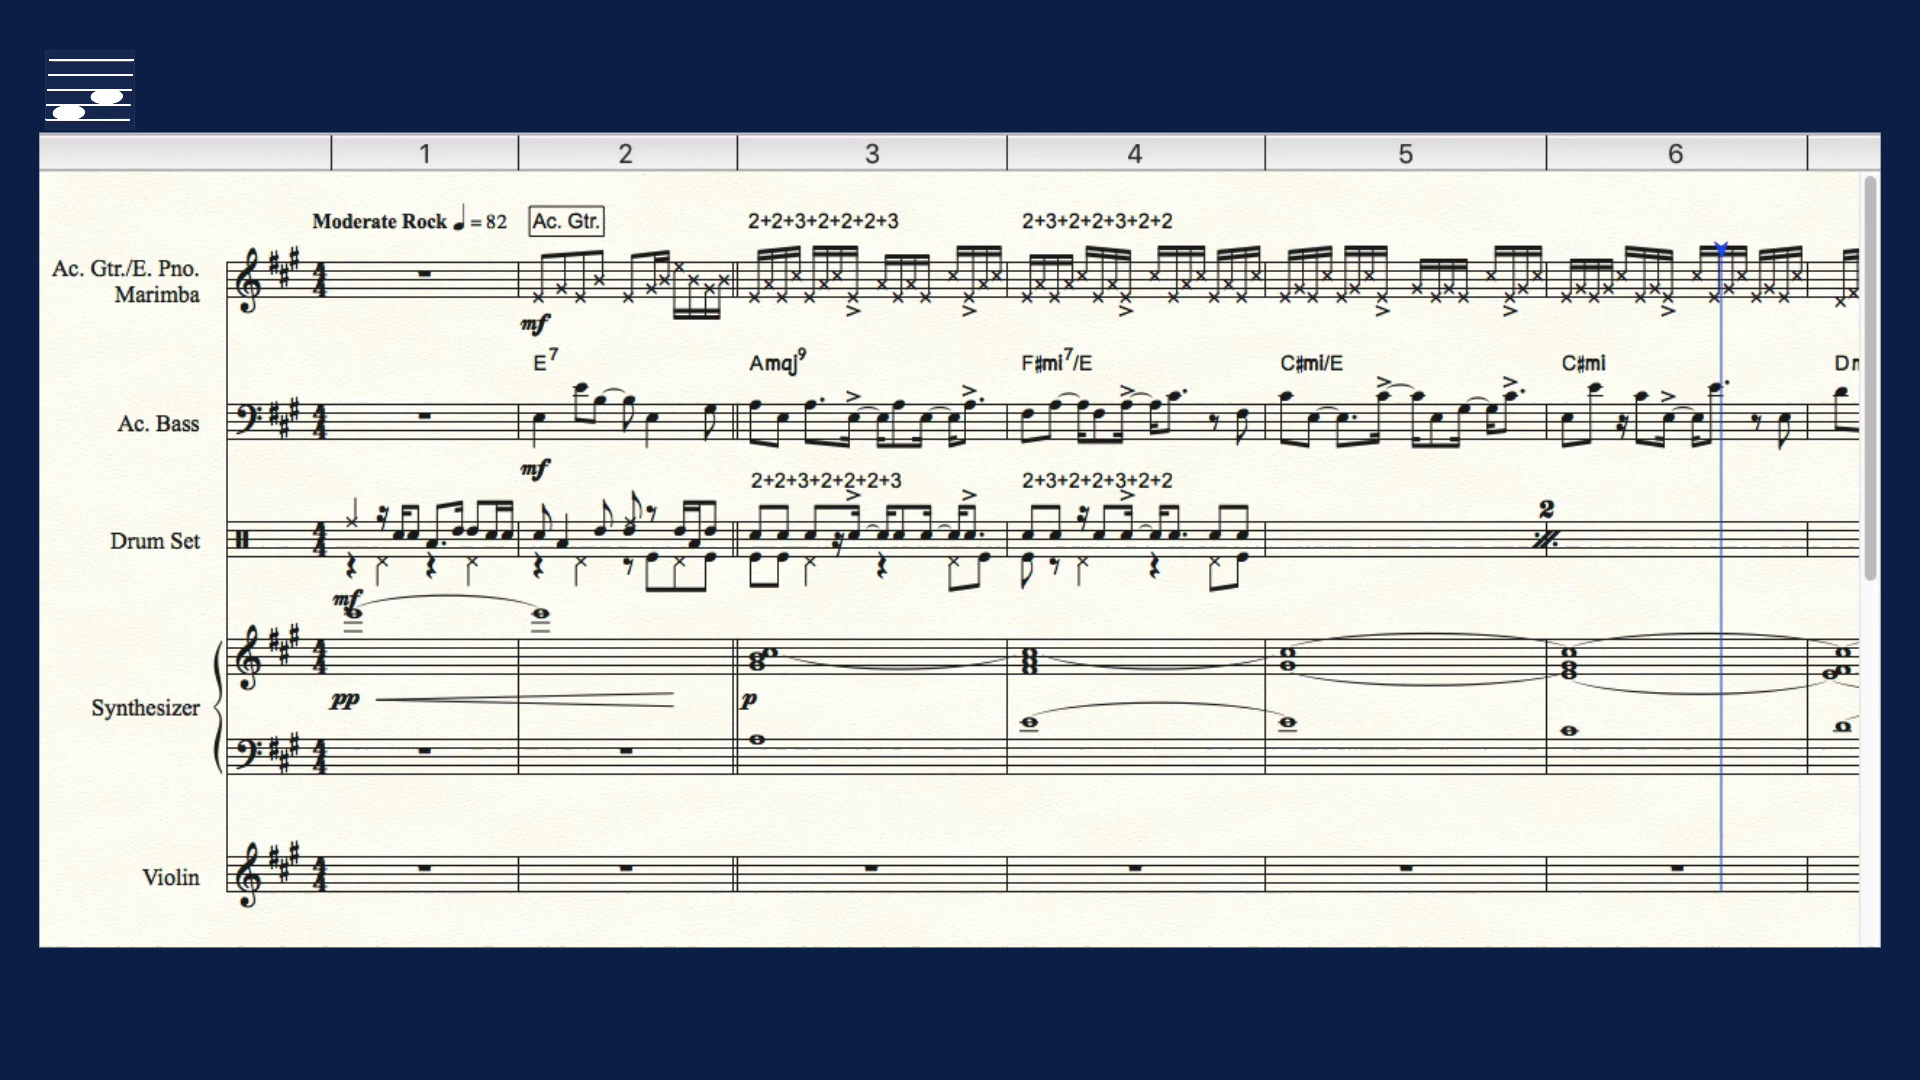 1 2 3 4 5 6
Moderate Rock ♩ = 82 Ac. Gtr. 2+2+3+2+2+2+3 2+3+2+2+3+2+2
Ac. Gtr./E. Pno.
Marimba
mf
E7 Amaj9 F#mi7/E C#mi/E C#mi
Ac. Bass
mf
2+2+3+2+2+2+3 2+3+2+2+3+2+2
2
Drum Set
mf
pp p
Synthesizer
Violin